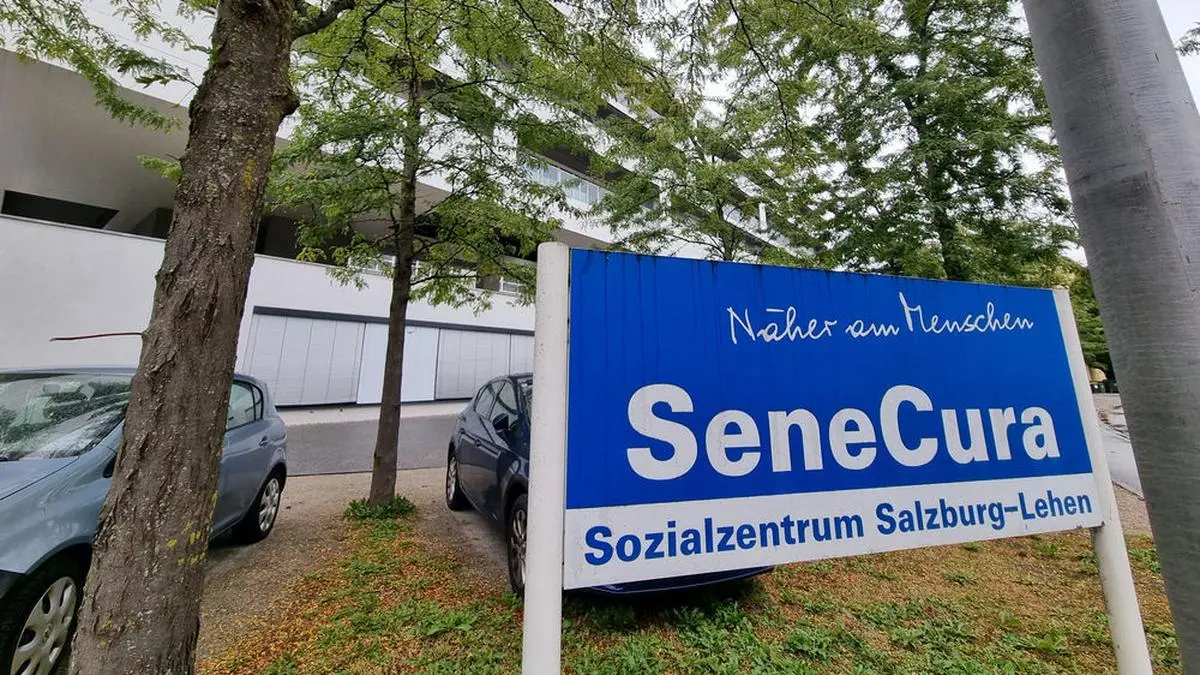 Näher am Menschen
SeneCura
Sozialzentrum Salzburg-Lehen